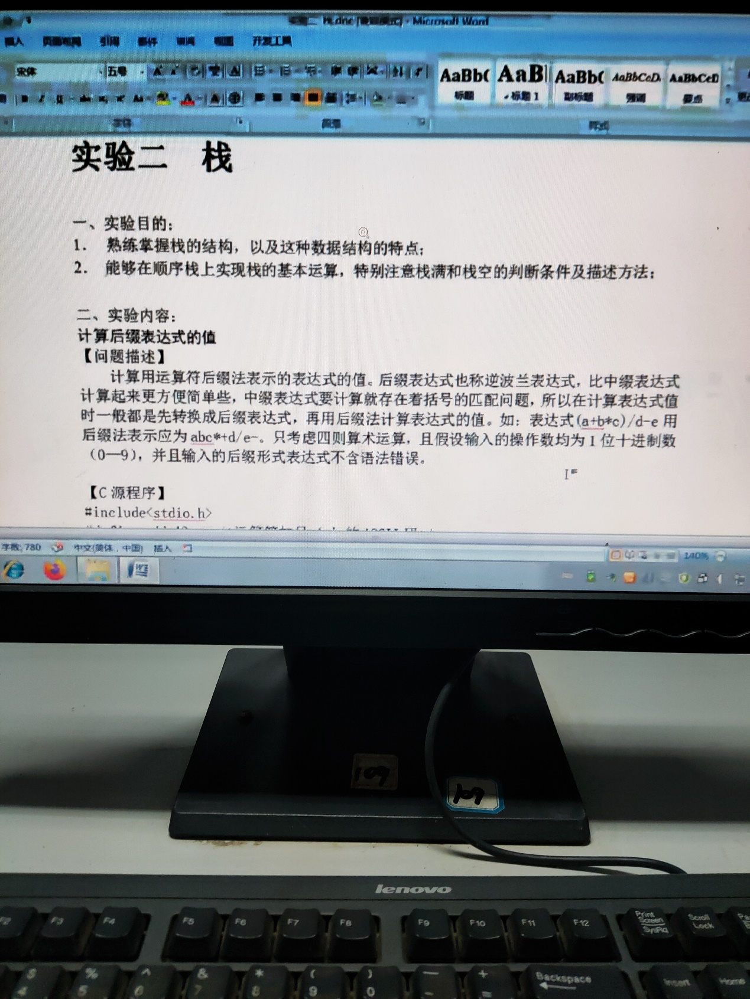 Microsoft Word
插入 页面布局 引用 邮件 审阅 视图 开发工具
宋体 五号
AaBb( AaB AaBb( AaBbCcD. AaBbCcD
标题 标题 1 副标题 强调 要点
字体 段落 样式
实验二 栈
一、实验目的：
1. 熟练掌握栈的结构，以及这种数据结构的特点；
2. 能够在顺序栈上实现栈的基本运算，特别注意栈满和栈空的判断条件及描述方法；
二、实验内容：
计算后缀表达式的值
【问题描述】
计算用运算符后缀法表示的表达式的值。后缀表达式也称逆波兰表达式，比中缀表达式
计算起来更方便简单些，中缀表达式要计算就存在着括号的匹配问题，所以在计算表达式值
时一般都是先转换成后缀表达式，再用后缀法计算表达式的值。如：表达式(a+b*c)/d-e 用
后缀法表示应为 abc*+d/e-。只考虑四则算术运算，且假设输入的操作数均为 1 位十进制数
（0—9），并且输入的后缀形式表达式不含语法错误。
【C 源程序】
#include<stdio.h>
字数: 780 中文(简体，中国) 插入 140%
109
109
lenovo
F2 F3 F4 F5 F6 F7 F8 F9 F10 F11 F12 Print Screen SysRq Scroll Lock
$ % ^ & * ( ) — + Backspace Insert Home
4 5 6 7 8 9 0 - =